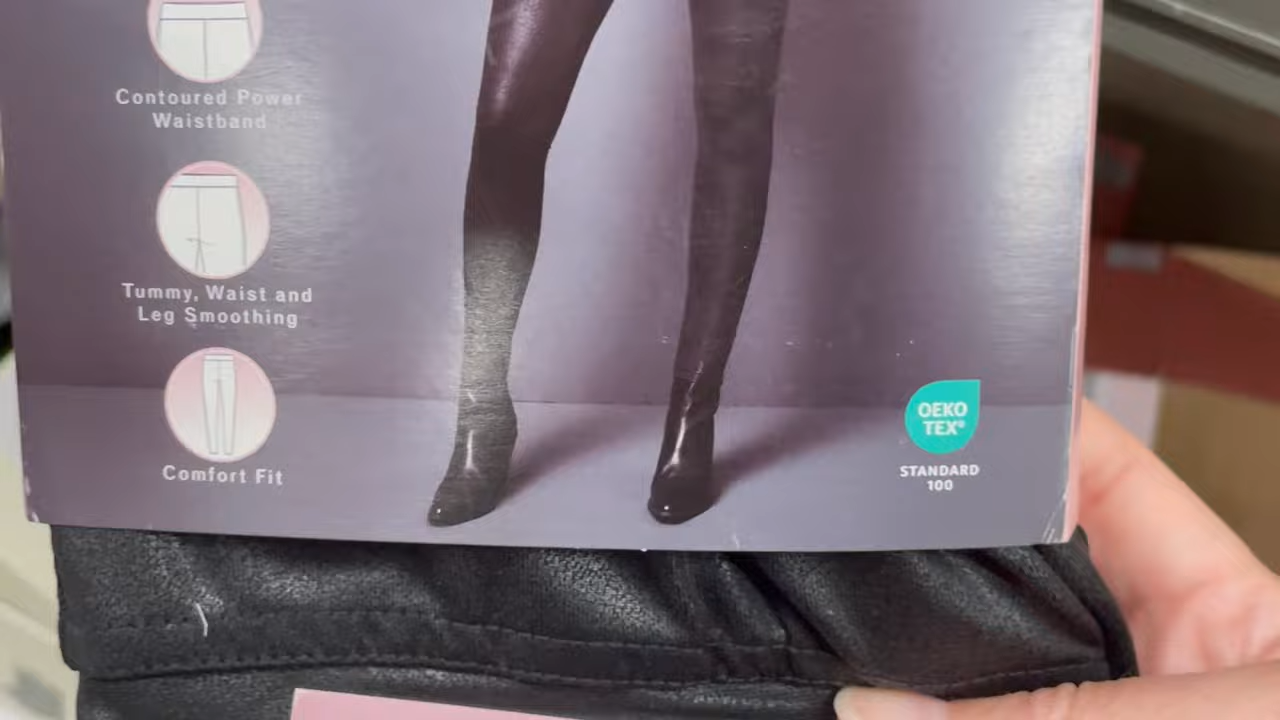 Contoured Power
Waistband
Tummy, Waist and
Leg Smoothing
Comfort Fit
OEKO
TEX®
STANDARD
100